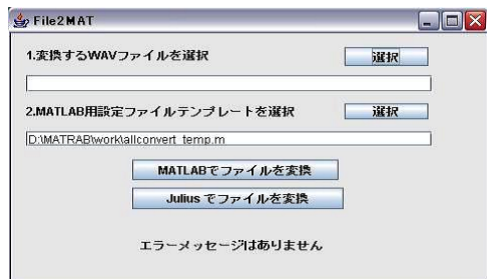 File2MAT
1.変換するWAVファイルを選択 選択
2.MATLAB用設定ファイルテンプレートを選択 選択
D:\MATRAB\work\allconvert_temp.m
MATLABでファイルを変換
Julius でファイルを変換
エラーメッセージはありません